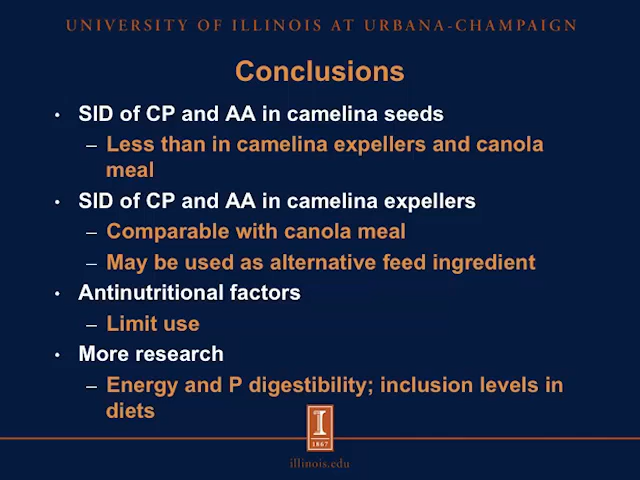 UNIVERSITY OF ILLINOIS AT URBANA-CHAMPAIGN
Conclusions
• SID of CP and AA in camelina seeds
– Less than in camelina expellers and canola
meal
• SID of CP and AA in camelina expellers
– Comparable with canola meal
– May be used as alternative feed ingredient
• Antinutritional factors
– Limit use
• More research
– Energy and P digestibility; inclusion levels in
diets
I
1867
illinois.edu